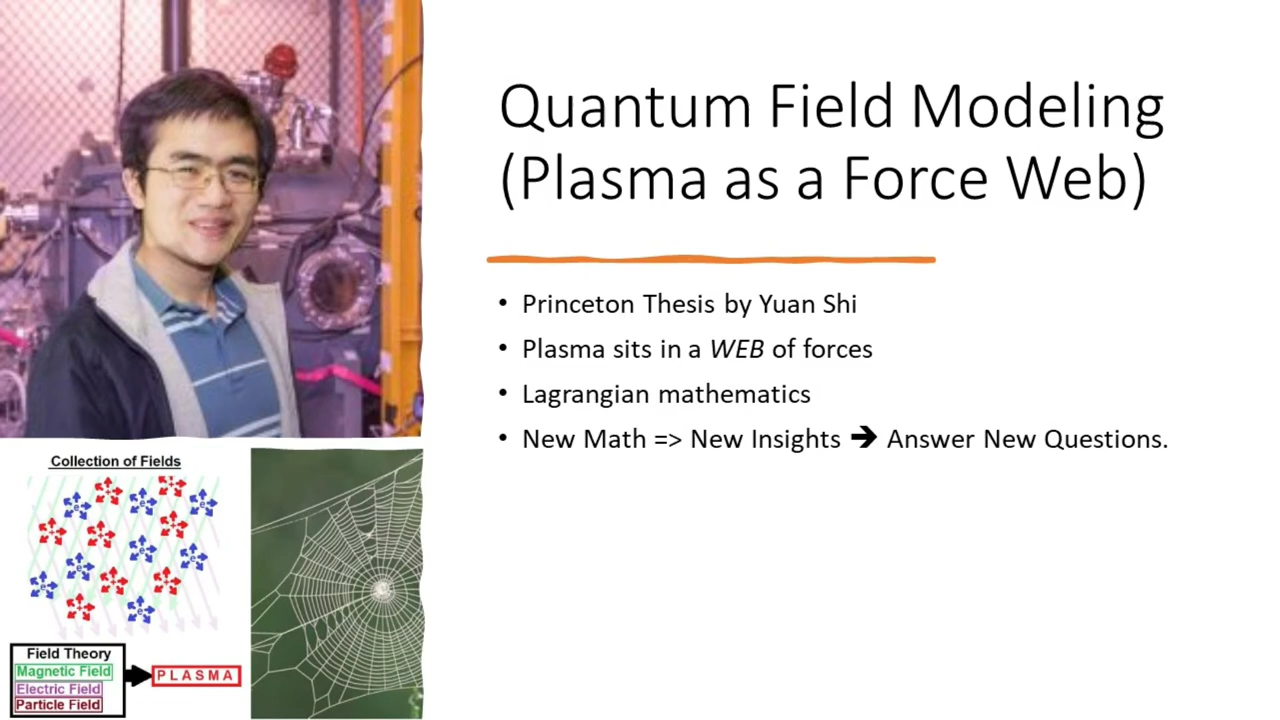 Quantum Field Modeling
(Plasma as a Force Web)
• Princeton Thesis by Yuan Shi
• Plasma sits in a WEB of forces
• Lagrangian mathematics
• New Math => New Insights 🡺 Answer New Questions.
Collection of Fields
Field Theory
Magnetic Field
Electric Field
Particle Field
PLASMA